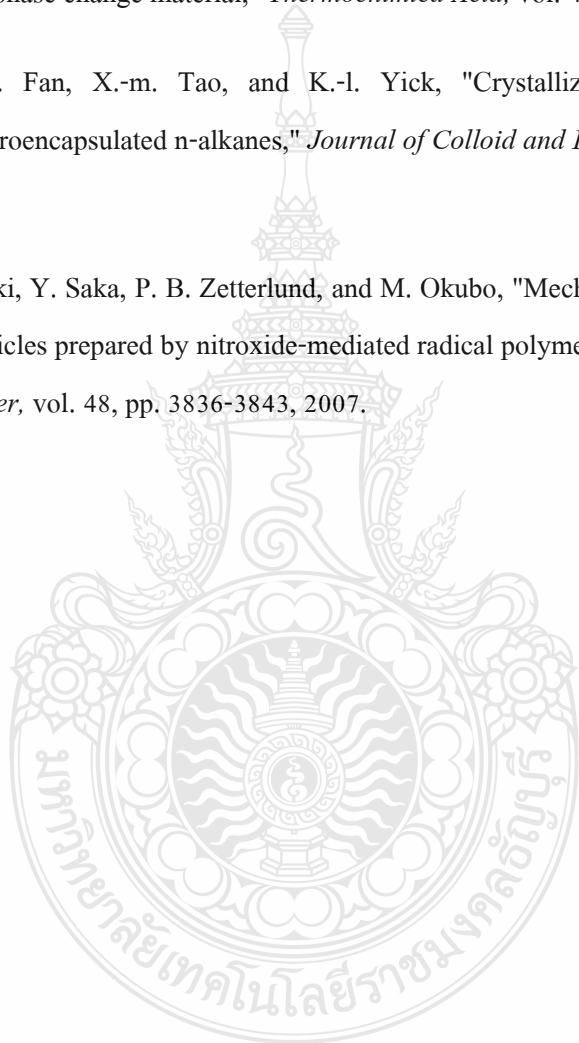 phase change material," Thermochimica Acta, vol. 4
. Fan, X.-m. Tao, and K.-l. Yick, "Crystalliz
roencapsulated n-alkanes," Journal of Colloid and I
ki, Y. Saka, P. B. Zetterlund, and M. Okubo, "Mech
icles prepared by nitroxide-mediated radical polyme
er, vol. 48, pp. 3836-3843, 2007.
มหาวิทยาลัยเทคโนโลยีราชมงคลธัญบุรี